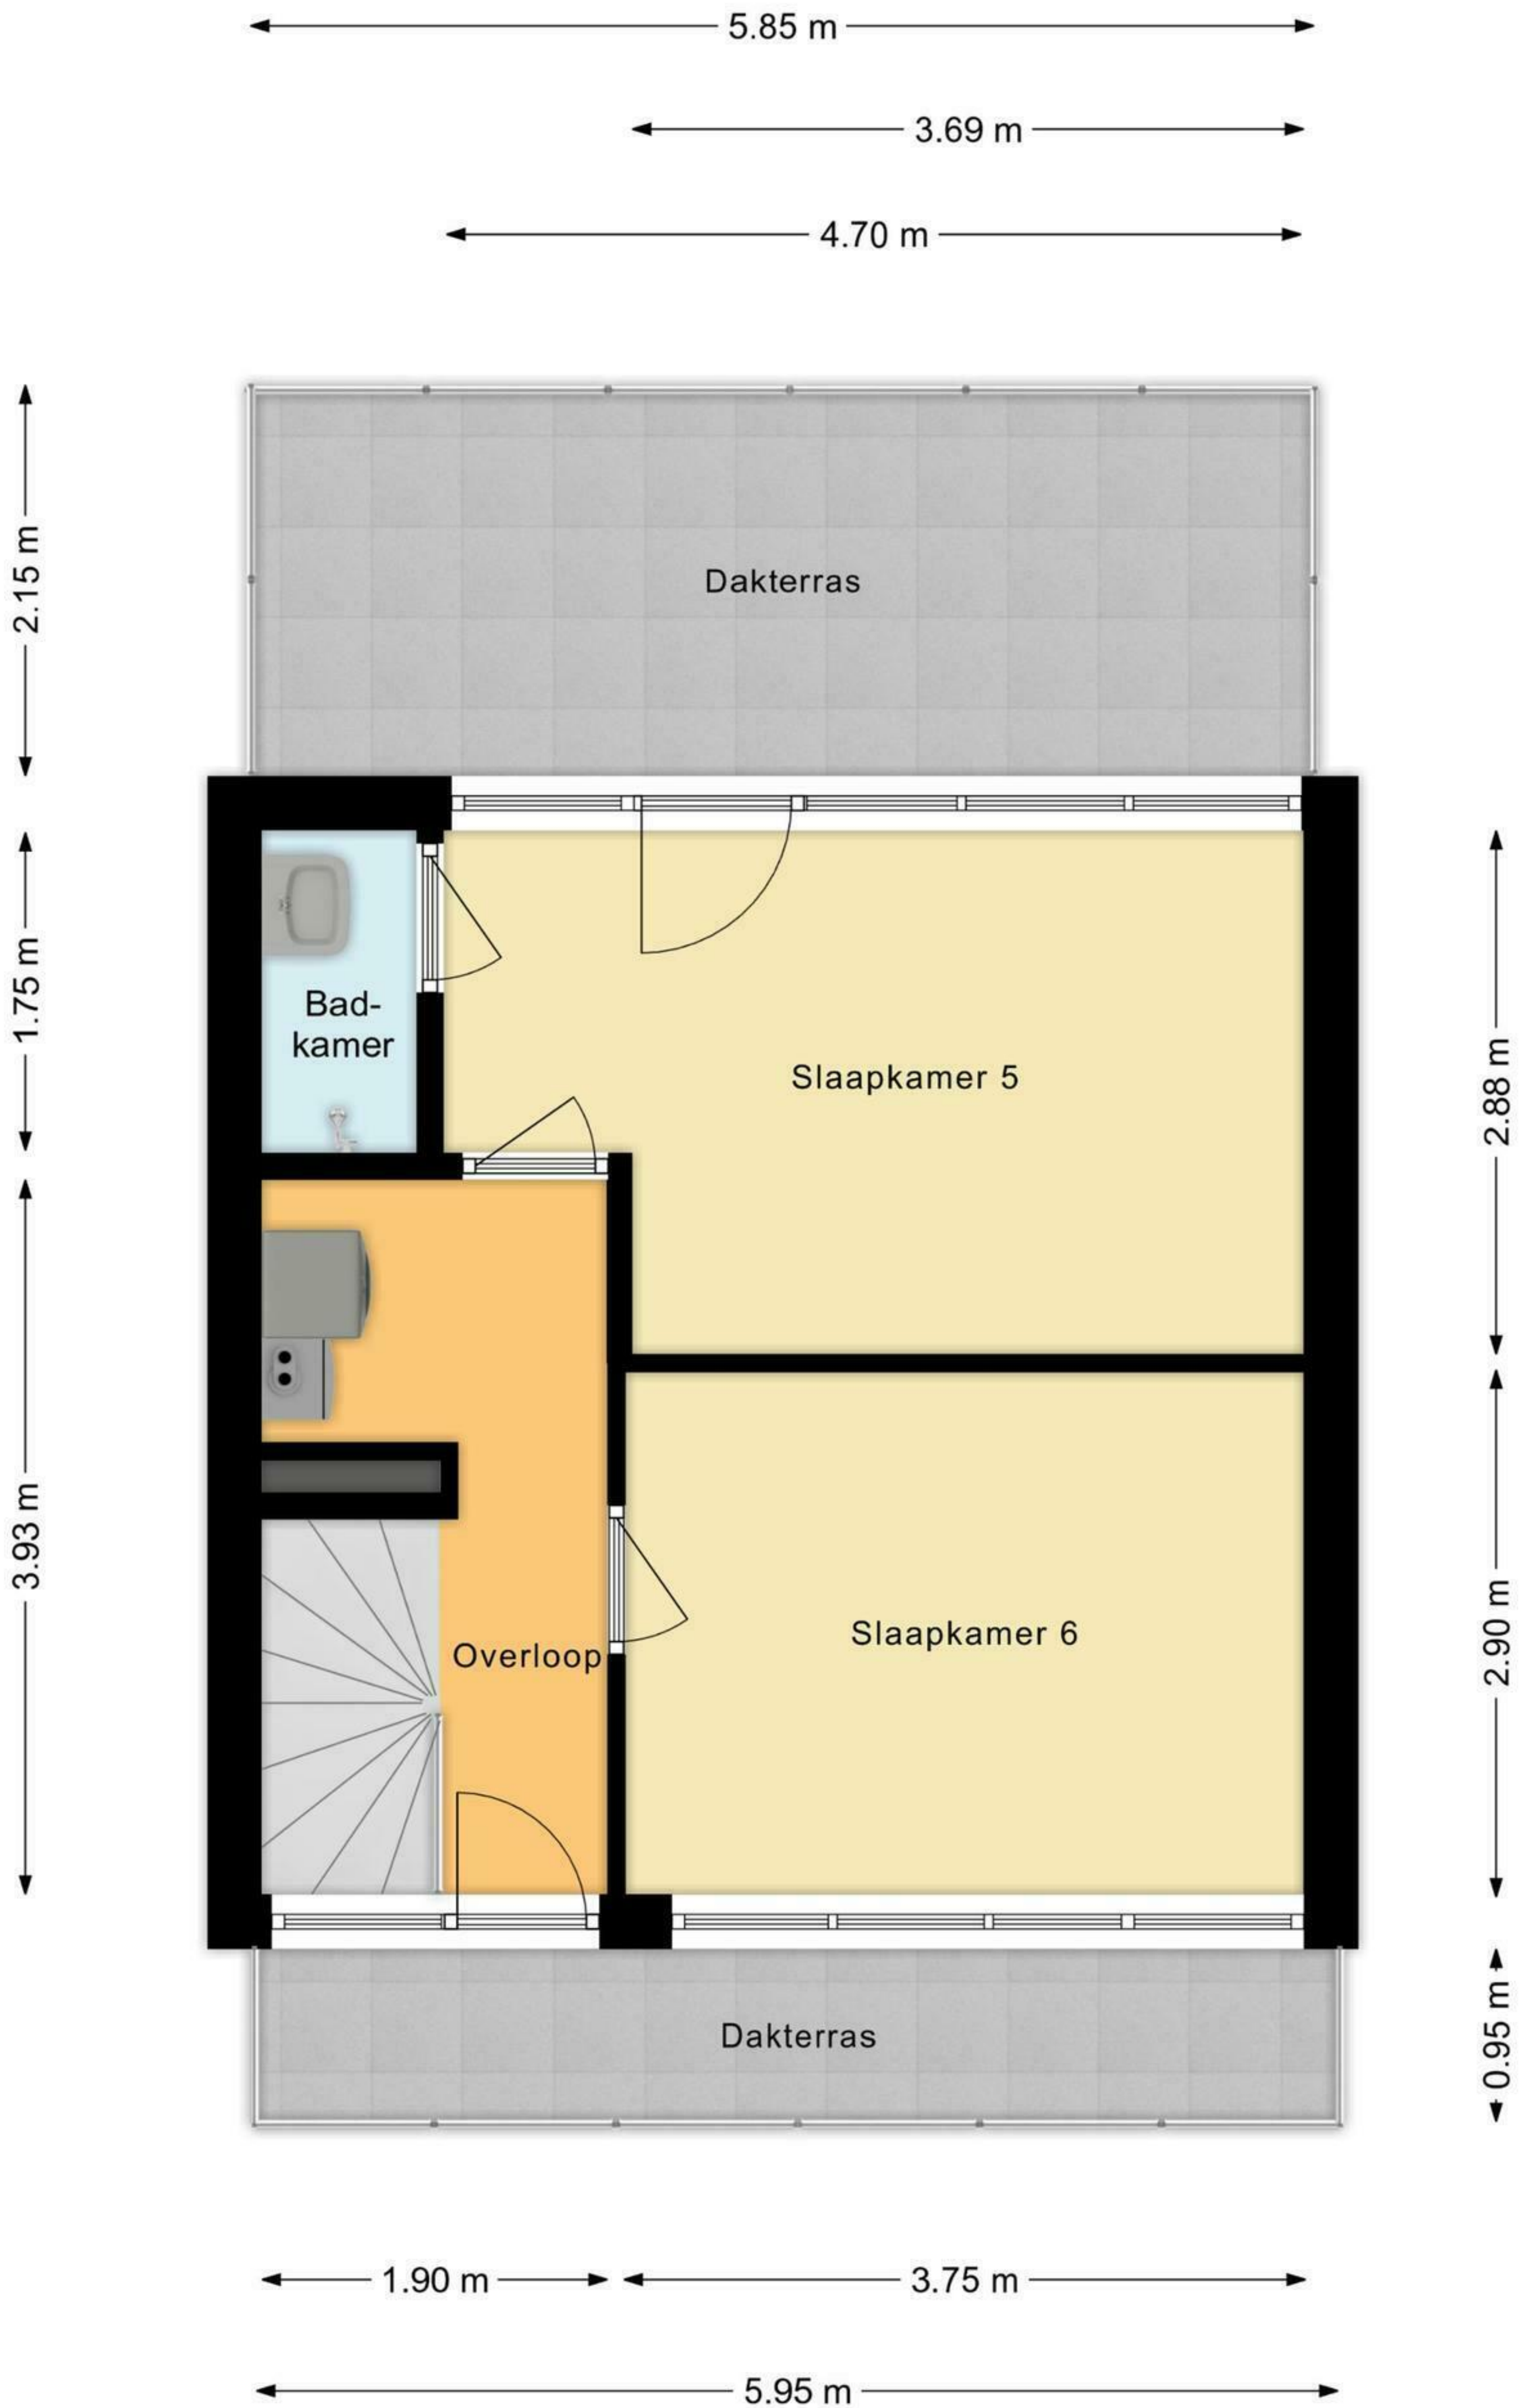 5.85 m
3.69 m
4.70 m
2.15 m
Dakterras
1.75 m
Bad-
kamer
Slaapkamer 5
2.88 m
3.93 m
Overloop
Slaapkamer 6
2.90 m
Dakterras
0.95 m
1.90 m
3.75 m
5.95 m